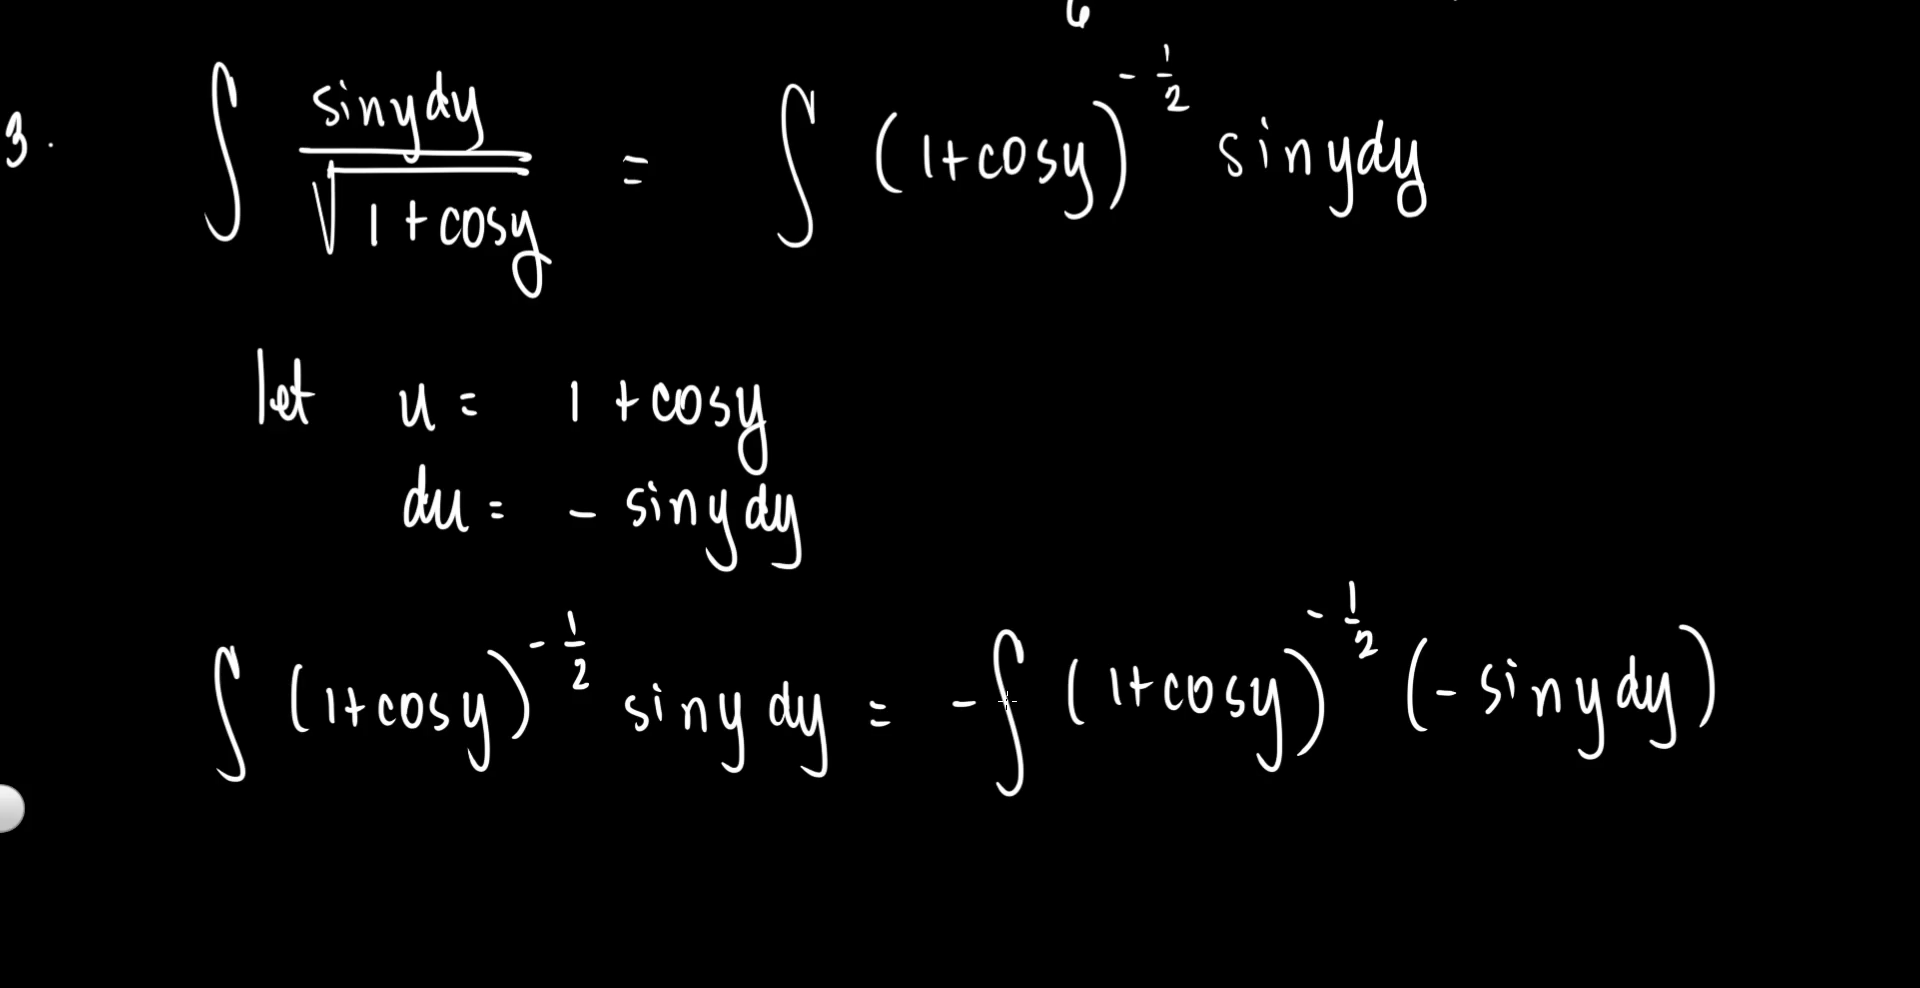 3. ∫ sin y dy / √(1 + cos y) = ∫ (1 + cos y)^(-1/2) sin y dy
let u = 1 + cos y
du = - sin y dy
∫ (1 + cos y)^(-1/2) sin y dy = - ∫ (1 + cos y)^(-1/2) (- sin y dy)